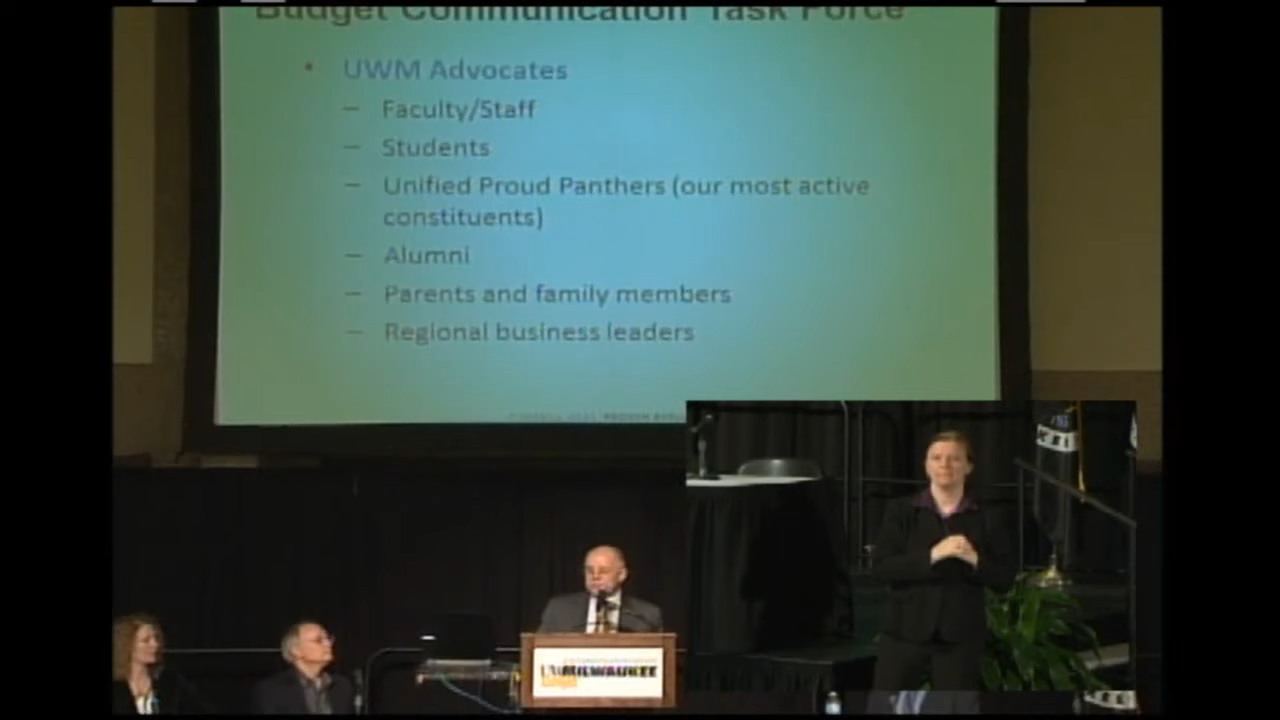 Budget Communication Task Force
• UWM Advocates
– Faculty/Staff
– Students
– Unified Proud Panthers (our most active
constituents)
– Alumni
– Parents and family members
– Regional business leaders
MILWAUKEE